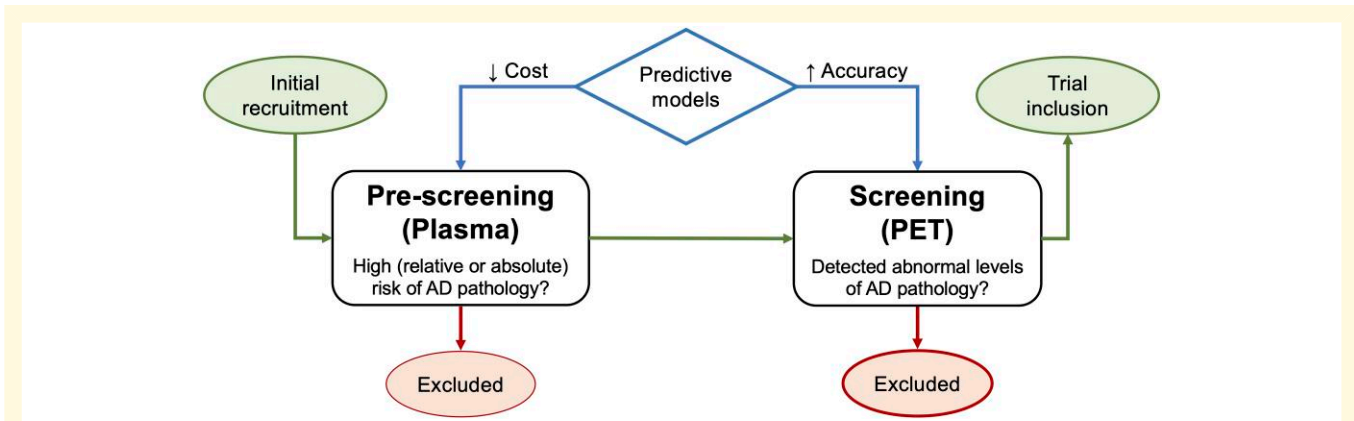 Initial
recruitment
↓ Cost
Predictive
models
↑ Accuracy
Trial
inclusion
Pre-screening
(Plasma)
High (relative or absolute)
risk of AD pathology?
Screening
(PET)
Detected abnormal levels
of AD pathology?
Excluded
Excluded